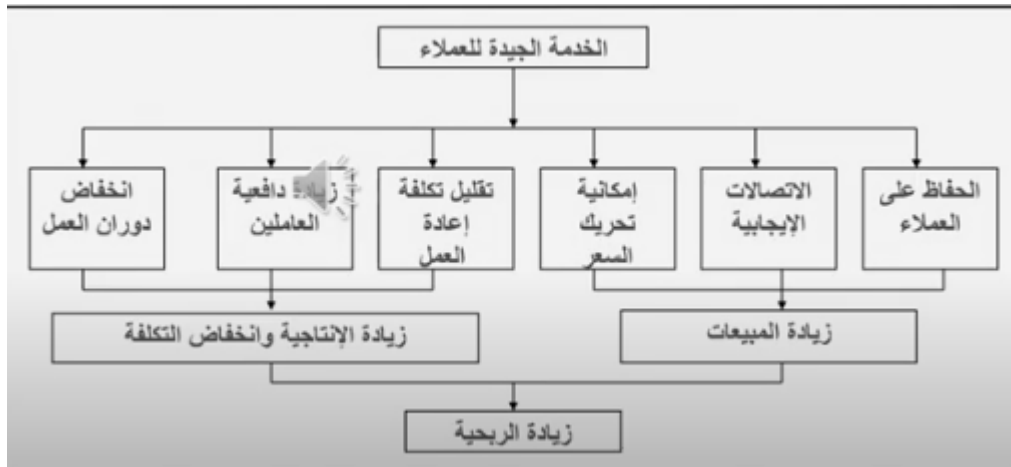 الخدمة الجيدة للعملاء
الحفاظ على
العملاء
الاتصالات
الإيجابية
إمكانية
تحريك
السعر
تقليل تكلفة
إعادة
العمل
زيادة دافعية
العاملين
انخفاض
دوران العمل
زيادة المبيعات
زيادة الإنتاجية وانخفاض التكلفة
زيادة الربحية